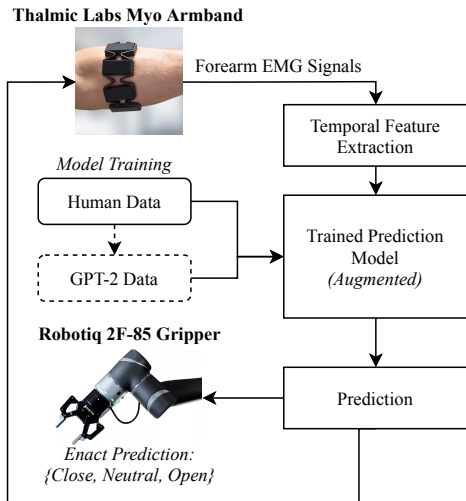 Thalmic Labs Myo Armband
Forearm EMG Signals
Temporal Feature
Extraction
Model Training
Human Data
Trained Prediction
Model
(Augmented)
GPT-2 Data
Robotiq 2F-85 Gripper
Prediction
Enact Prediction:
{Close, Neutral, Open}